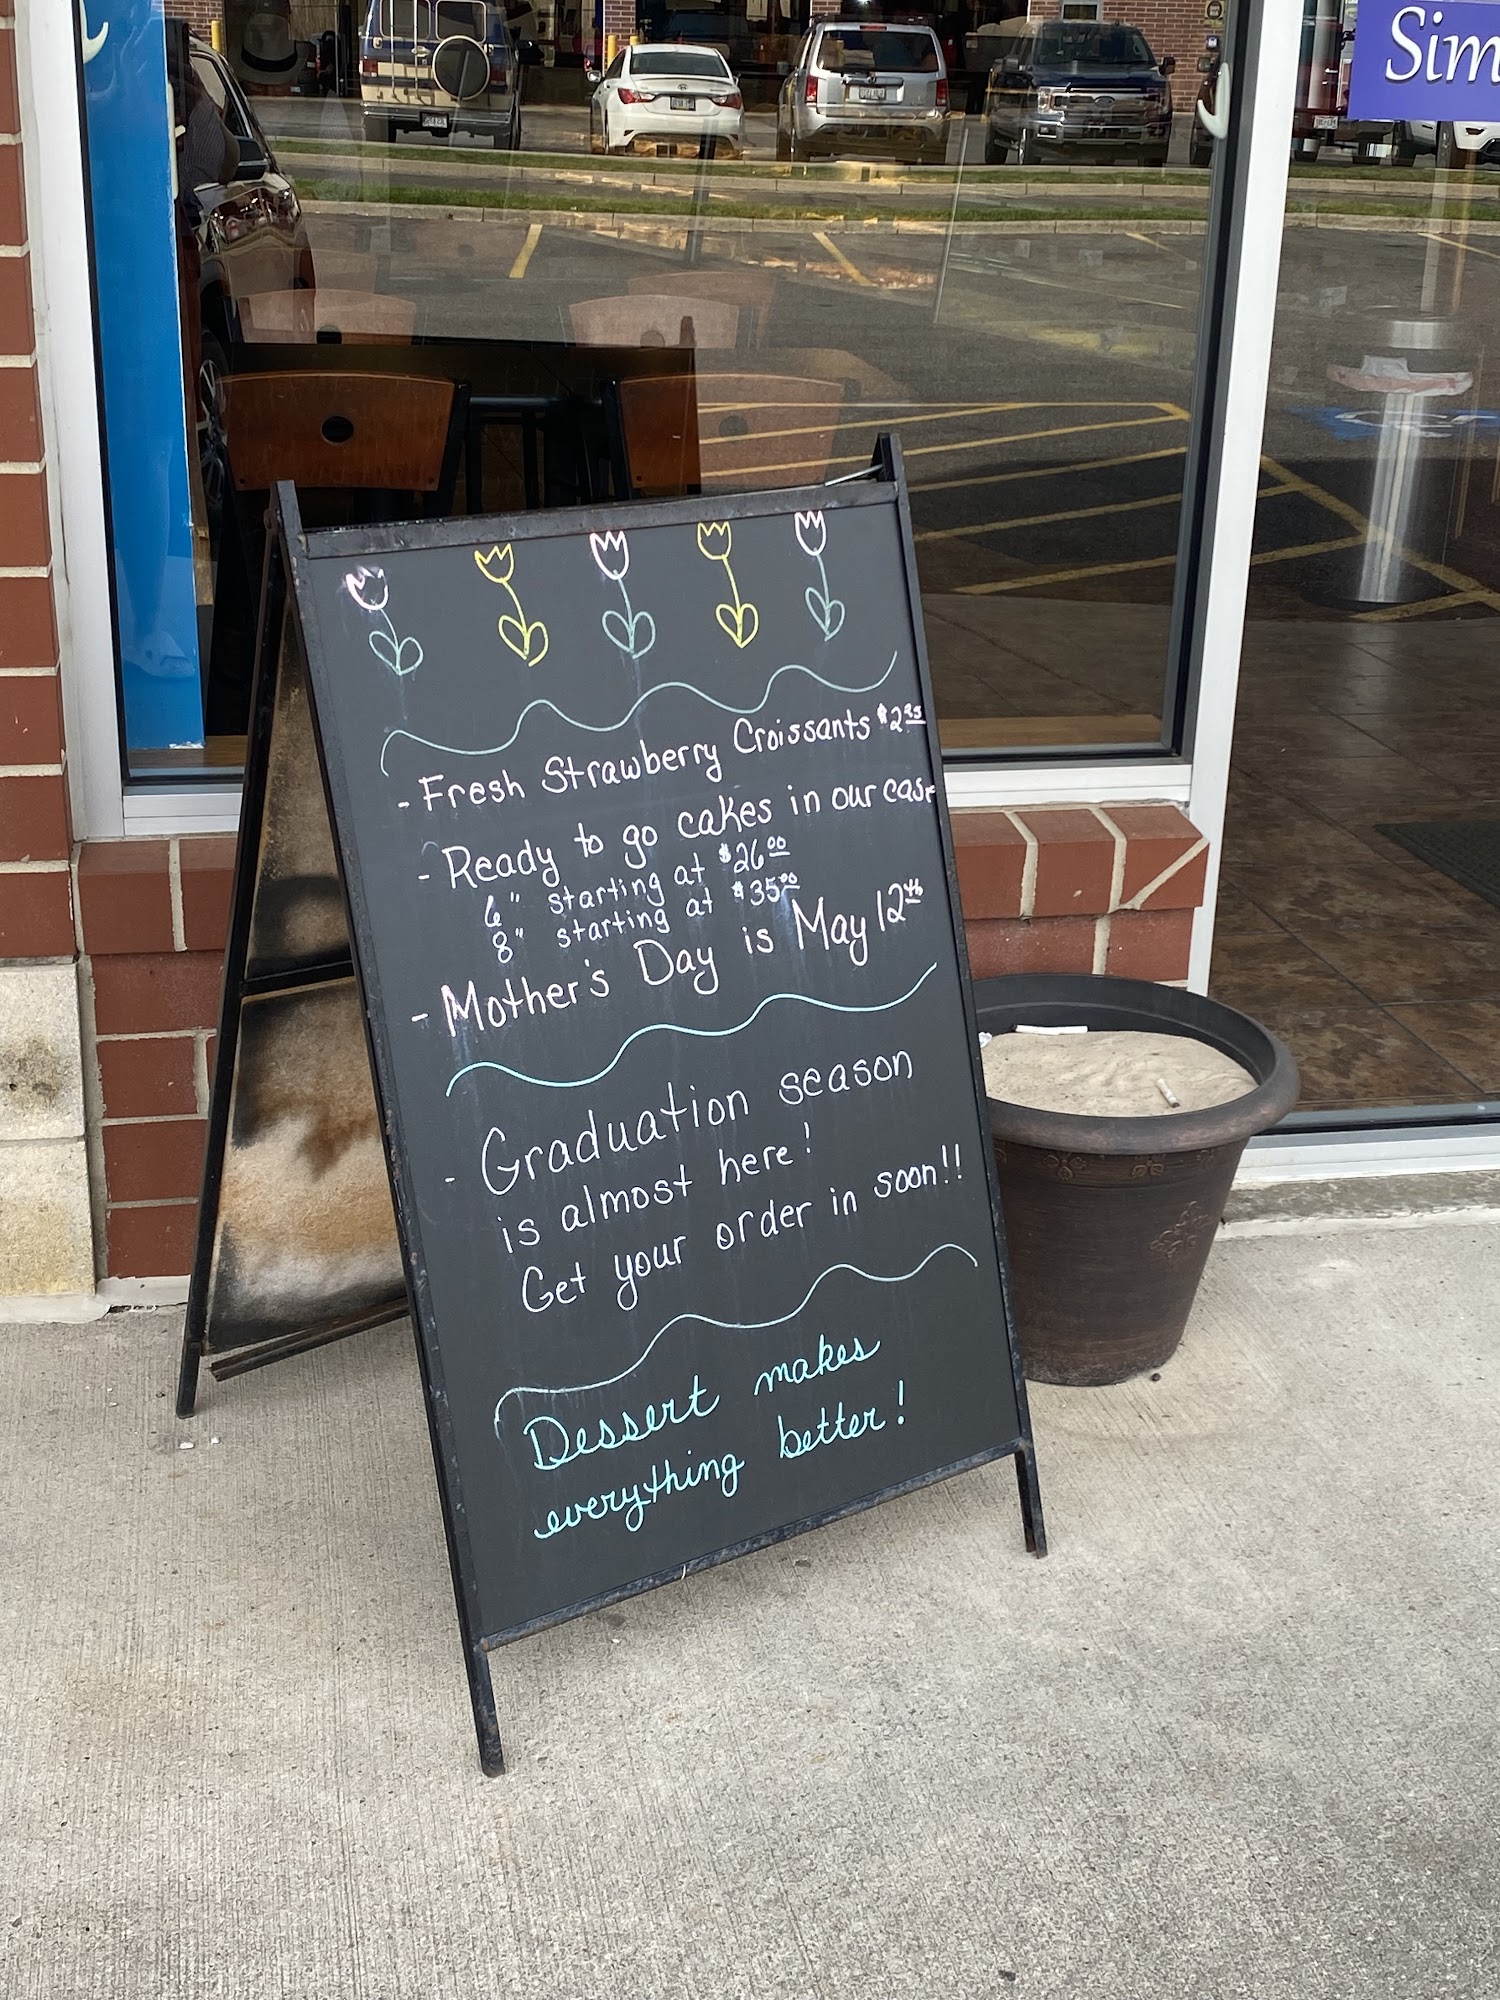 Sim
- Fresh Strawberry Croissants
- Ready to go cakes in our case
6" starting at $26.00
8" starting at $35.00
- Mother's Day is May 12th
- Graduation season
is almost here!
Get your order in soon!!
Dessert makes
everything better!